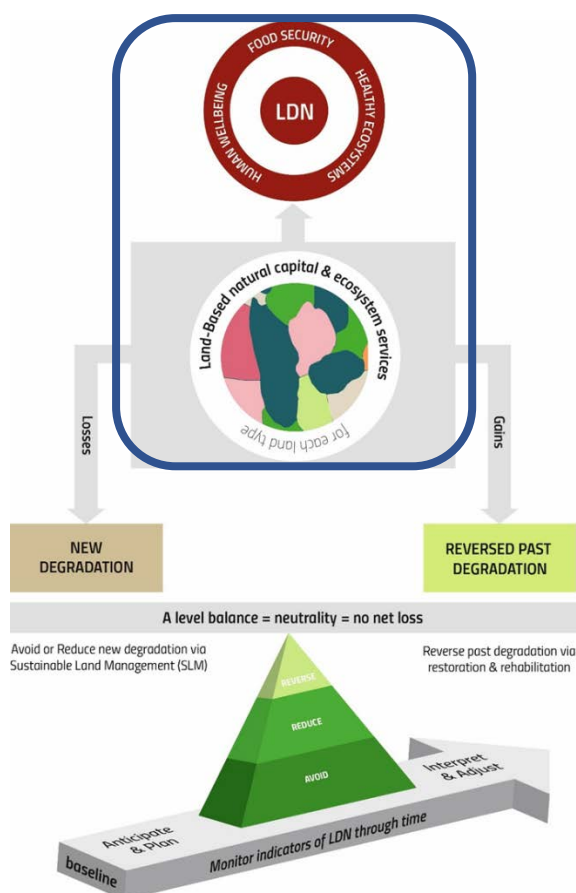 FOOD SECURITY
HUMAN WELLBEING
HEALTHY ECOSYSTEMS
LDN
Land-Based natural capital & ecosystem services
for each land type
Losses
Gains
NEW
DEGRADATION
REVERSED PAST
DEGRADATION
A level balance = neutrality = no net loss
Avoid or Reduce new degradation via
Sustainable Land Management (SLM)
Reverse past degradation via
restoration & rehabilitation
REVERSE
REDUCE
AVOID
Anticipate
& Plan
Interpret
& Adjust
baseline
Monitor indicators of LDN through time